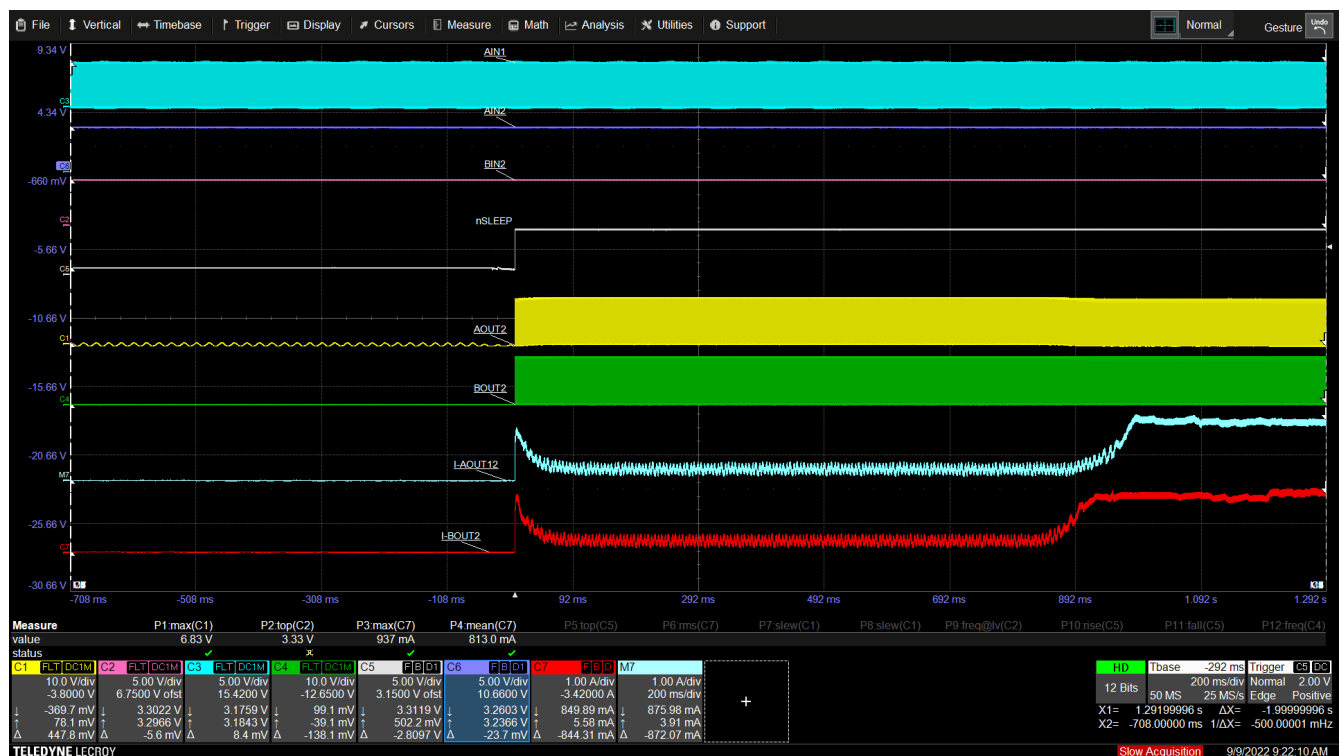 File Vertical Timebase Trigger Display Cursors Measure Math Analysis Utilities Support Normal Gesture Undo
9.34 V
AIN1
C3
4.34 V
AIN2
C6
BIN2
-660 mV
C2
nSLEEP
-5.66 V
C5
-10.66 V
C1
AOUT2
-15.66 V
BOUT2
C4
-20.66 V
I-AOUT12
M7
-25.66 V
I-BOUT2
C7
-30.66 V
-708 ms -508 ms -308 ms -108 ms 92 ms 292 ms 492 ms 692 ms 892 ms 1.092 s 1.292 s
Measure P1:max(C1) P2:top(C2) P3:max(C7) P4:mean(C7) P5:top(C5) P6:rms(C7) P7:slew(C1) P8:slew(C1) P9:freq@lv(C2) P10:rise(C5) P11:fall(C5) P12:freq(C4)
value 6.83 V 3.33 V 937 mA 813.0 mA
status
C1 FLT DC1M C2 FLT DC1M C3 FLT DC1M C4 FLT DC1M C5 F B D1 C6 F B D1 C7 F B D M7 HD Tbase -292 ms Trigger C5 DC
10.0 V/div 5.00 V/div 5.00 V/div 10.0 V/div 5.00 V/div 5.00 V/div 1.00 A/div 1.00 A/div 200 ms/div Normal 2.00 V
-3.8000 V 6.7500 V ofst 15.4200 V -12.6500 V 3.1500 V ofst 10.6600 V -3.42000 A 200 ms/div 12 Bits 50 MS 25 MS/s Edge Positive
↓ -369.7 mV ↓ 3.3022 V ↓ 3.1759 V ↓ 99.1 mV ↓ 3.3119 V ↓ 3.2603 V ↓ 849.89 mA ↓ 875.98 mA X1= 1.29199996 s ΔX= -1.99999996 s
↑ 78.1 mV ↑ 3.2966 V ↑ 3.1843 V ↑ -39.1 mV ↑ 502.2 mV ↑ 3.2366 V ↑ 5.58 mA ↑ 3.91 mA X2= -708.00000 ms 1/ΔX= -500.00001 mHz
Δ 447.8 mV Δ -5.6 mV Δ 8.4 mV Δ -138.1 mV Δ -2.8097 V Δ -23.7 mV Δ -844.31 mA Δ -872.07 mA
TELEDYNE LECROY Slow Acquisition 9/9/2022 9:22:10 AM